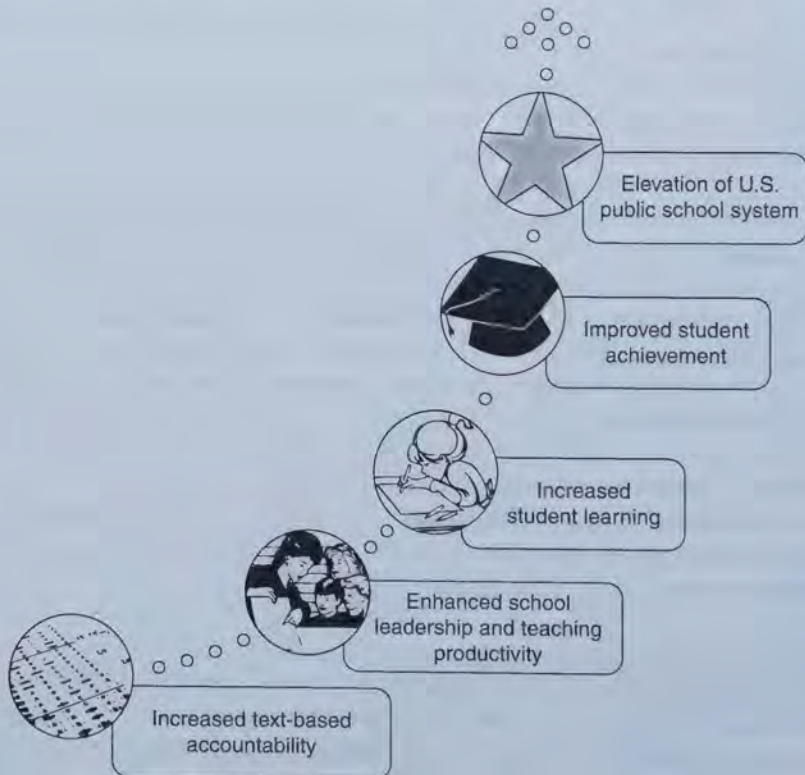 Elevation of U.S.
public school system
Improved student
achievement
Increased
student learning
Enhanced school
leadership and teaching
productivity
Increased text-based
accountability